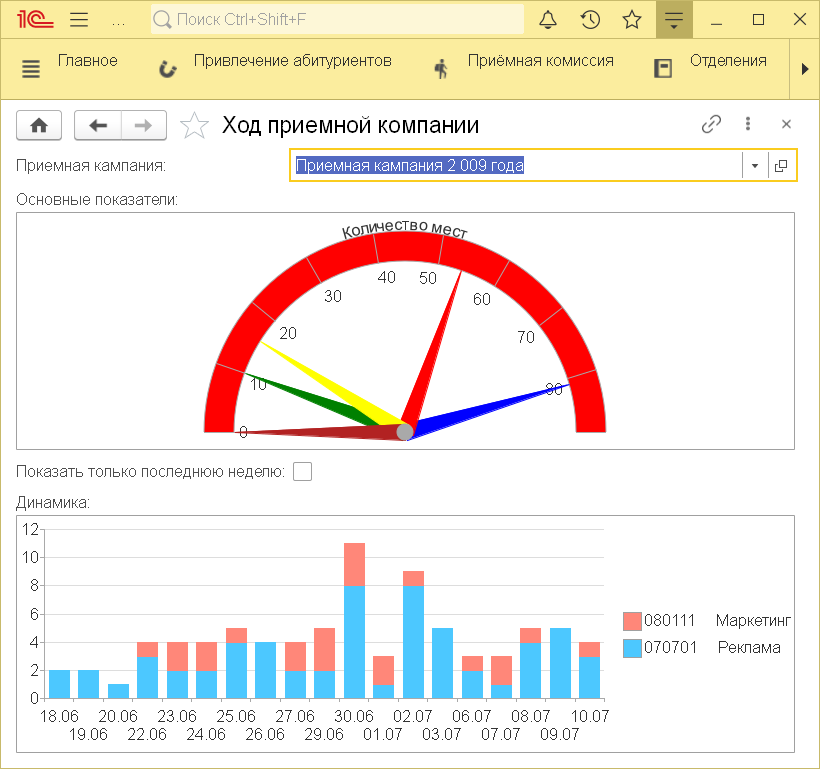 1С ... Поиск Ctrl+Shift+F
Главное Привлечение абитуриентов Приёмная комиссия Отделения
Ход приемной компании
Приемная кампания: Приемная кампания 2 009 года
Основные показатели:
Количество мест
0 10 20 30 40 50 60 70 80
Показать только последнюю неделю:
Динамика:
12
10
8
6
4
2
0
080111 Маркетинг
070701 Реклама
18.06 20.06 23.06 25.06 27.06 30.06 02.07 06.07 08.07 10.07
19.06 22.06 24.06 26.06 29.06 01.07 03.07 07.07 09.07